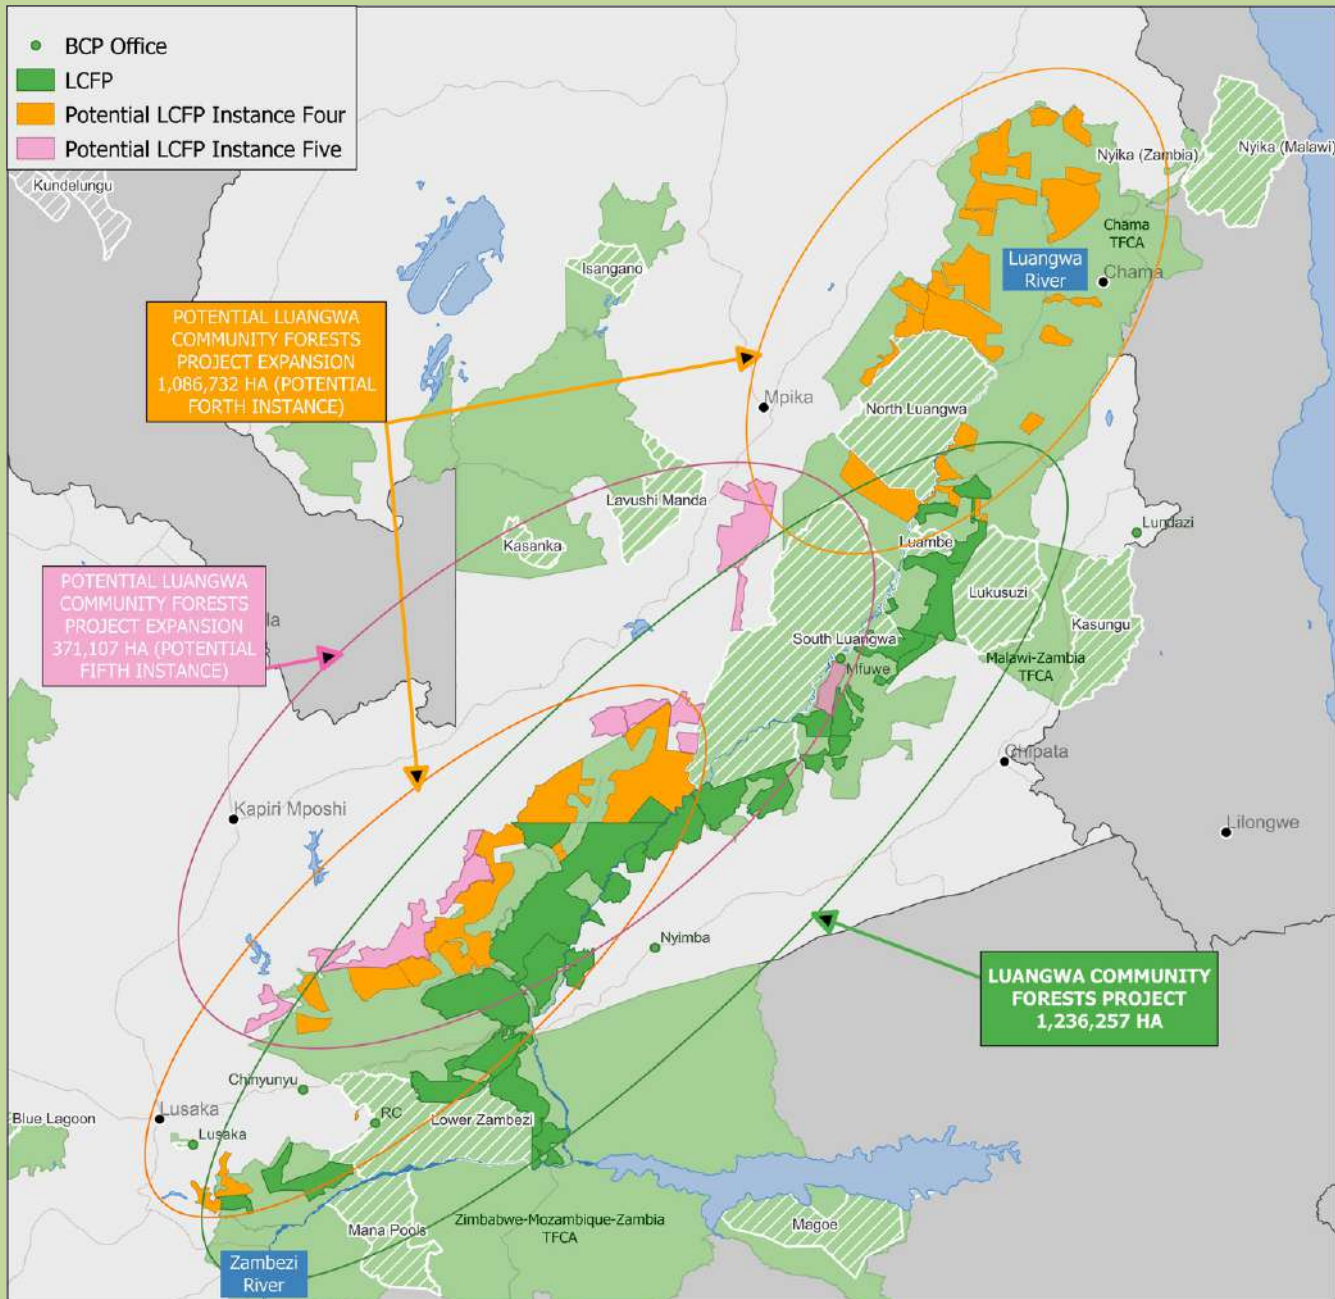 BCP Office
LCFP
Potential LCFP Instance Four
Potential LCFP Instance Five
Kundelungu
Nyika (Zambia)
Nyika (Malawi)
Chama
TFCA
Luangwa
River
Chama
Isangano
POTENTIAL LUANGWA
COMMUNITY FORESTS
PROJECT EXPANSION
1,086,732 HA (POTENTIAL
FORTH INSTANCE)
Mpika
North Luangwa
Lavushi Manda
Kasanka
Luambe
Lundazi
POTENTIAL LUANGWA
COMMUNITY FORESTS
PROJECT EXPANSION
371,107 HA (POTENTIAL
FIFTH INSTANCE)
la
Lukusuzi
Kasungu
South Luangwa
Mfuwe
Malawi-Zambia
TFCA
Chipata
Kapiri Mposhi
Lilongwe
Nyimba
LUANGWA COMMUNITY
FORESTS PROJECT
1,236,257 HA
Chinyunyu
Lusaka
Blue Lagoon
Lusaka
RC
Lower Zambezi
Mana Pools
Zimbabwe-Mozambique-Zambia
TFCA
Magoe
Zambezi
River